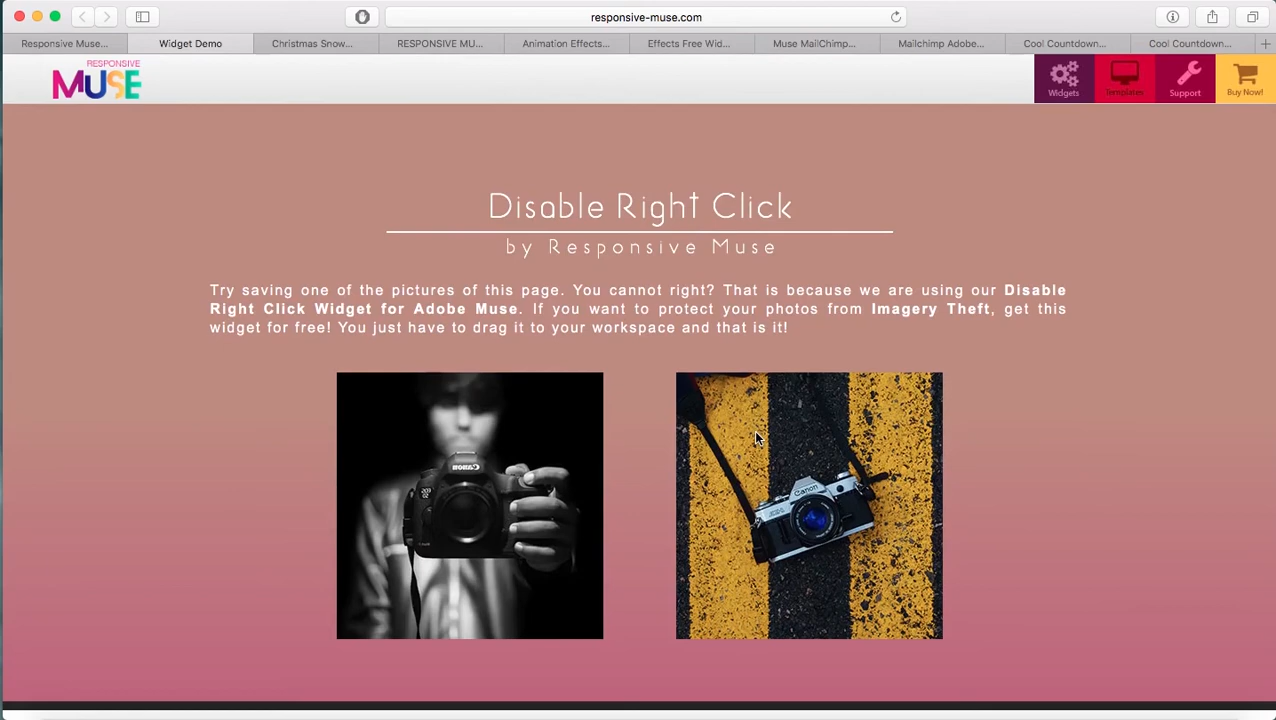 responsive-muse.com
Responsive Muse...
Widget Demo
Christmas Snow...
RESPONSIVE MU...
Animation Effects...
Effects Free Wid...
Muse MailChimp...
Mailchimp Adobe...
Cool Countdown...
Cool Countdown...
RESPONSIVE
MUSE
Widgets
Templates
Support
Buy Now!
Disable Right Click
by Responsive Muse
Try saving one of the pictures of this page. You cannot right? That is because we are using our Disable
Right Click Widget for Adobe Muse. If you want to protect your photos from Imagery Theft, get this
widget for free! You just have to drag it to your workspace and that is it!
Canon
Canon